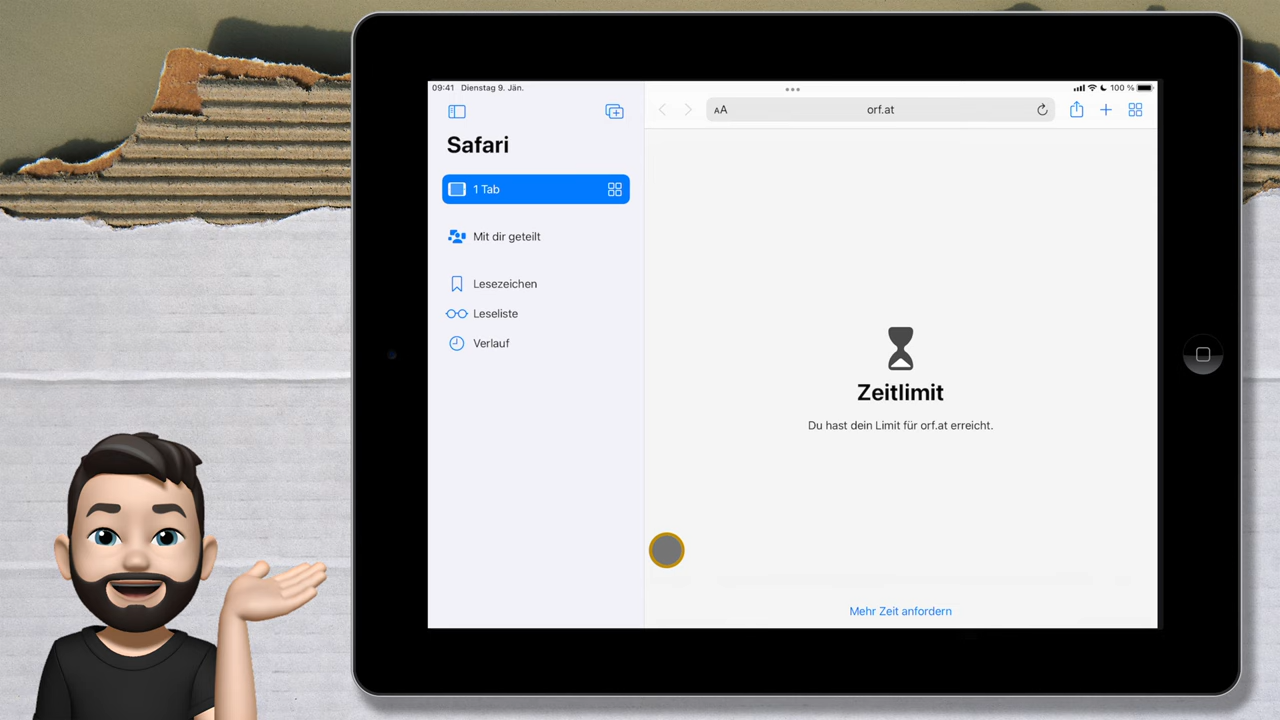 09:41 Dienstag 9. Jän.
100 %
AA
orf.at
Safari
1 Tab
Mit dir geteilt
Lesezeichen
Leseliste
Verlauf
Zeitlimit
Du hast dein Limit für orf.at erreicht.
Mehr Zeit anfordern